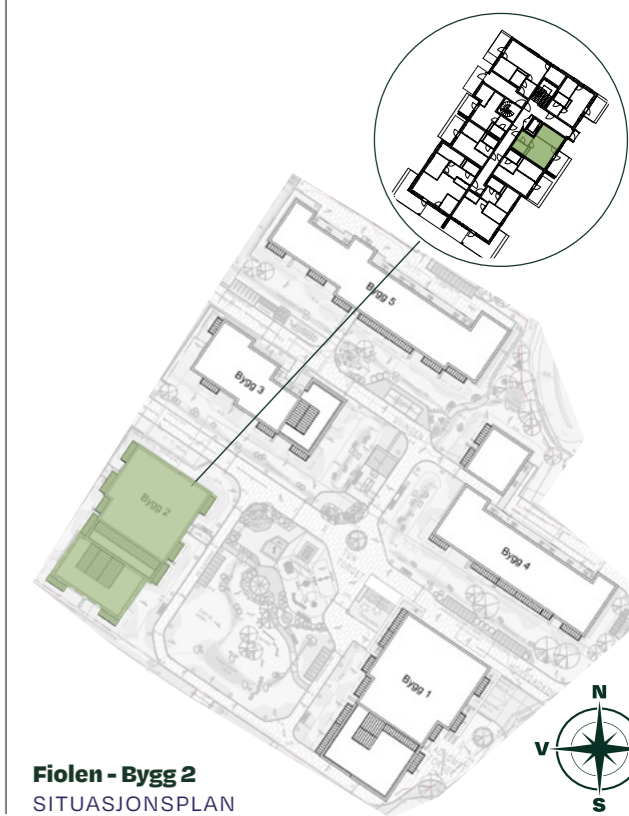 Bygg 5
Bygg 3
Bygg 2
Bygg 4
Bygg 1
N
V
S
Fiolen - Bygg 2
SITUASJONSPLAN